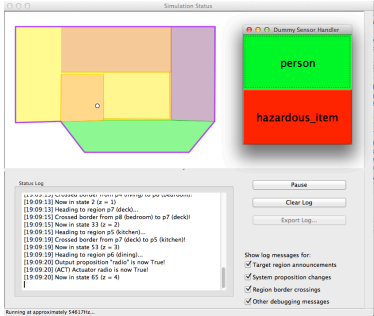 Simulation Status
Dummy Sensor Handler
person
hazardous_item
Status Log
[19:09:13] Crossed border from p4 (living) to p8 (bedroom)!
[19:09:13] Now in state 2 (z = 1)
[19:09:13] Heading to region p7 (deck)...
[19:09:15] Crossed border from p8 (bedroom) to p7 (deck)!
[19:09:15] Now in state 33 (z = 2)
[19:09:15] Heading to region p5 (kitchen)...
[19:09:19] Crossed border from p7 (deck) to p5 (kitchen)!
[19:09:19] Now in state 53 (z = 3)
[19:09:19] Heading to region p6 (dining)...
[19:09:20] Output proposition "radio" is now True!
[19:09:20] (ACT) Actuator radio is now True!
[19:09:20] Now in state 65 (z = 4)
Pause
Clear Log
Export Log...
Show log messages for:
Target region announcements
System proposition changes
Region border crossings
Other debugging messages
Running at approximately 54617Hz...